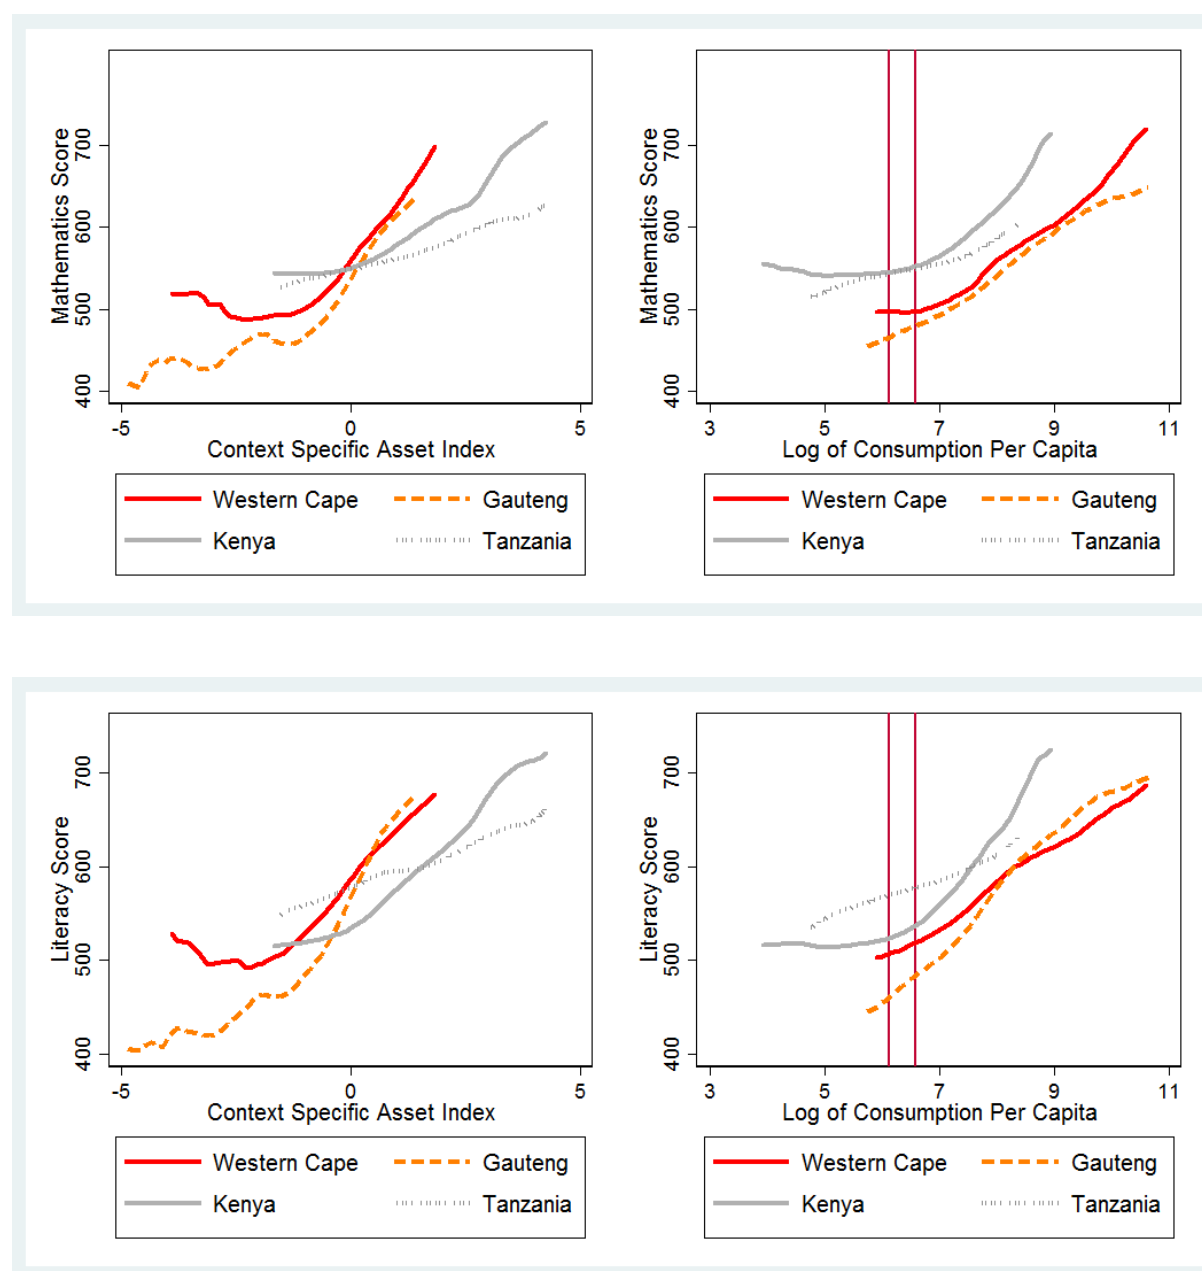 Mathematics Score
400
500
600
700
-5
0
5
Context Specific Asset Index
Western Cape
Gauteng
Kenya
Tanzania
Mathematics Score
400
500
600
700
3
5
7
9
11
Log of Consumption Per Capita
Western Cape
Gauteng
Kenya
Tanzania
Literacy Score
400
500
600
700
-5
0
5
Context Specific Asset Index
Western Cape
Gauteng
Kenya
Tanzania
Literacy Score
400
500
600
700
3
5
7
9
11
Log of Consumption Per Capita
Western Cape
Gauteng
Kenya
Tanzania